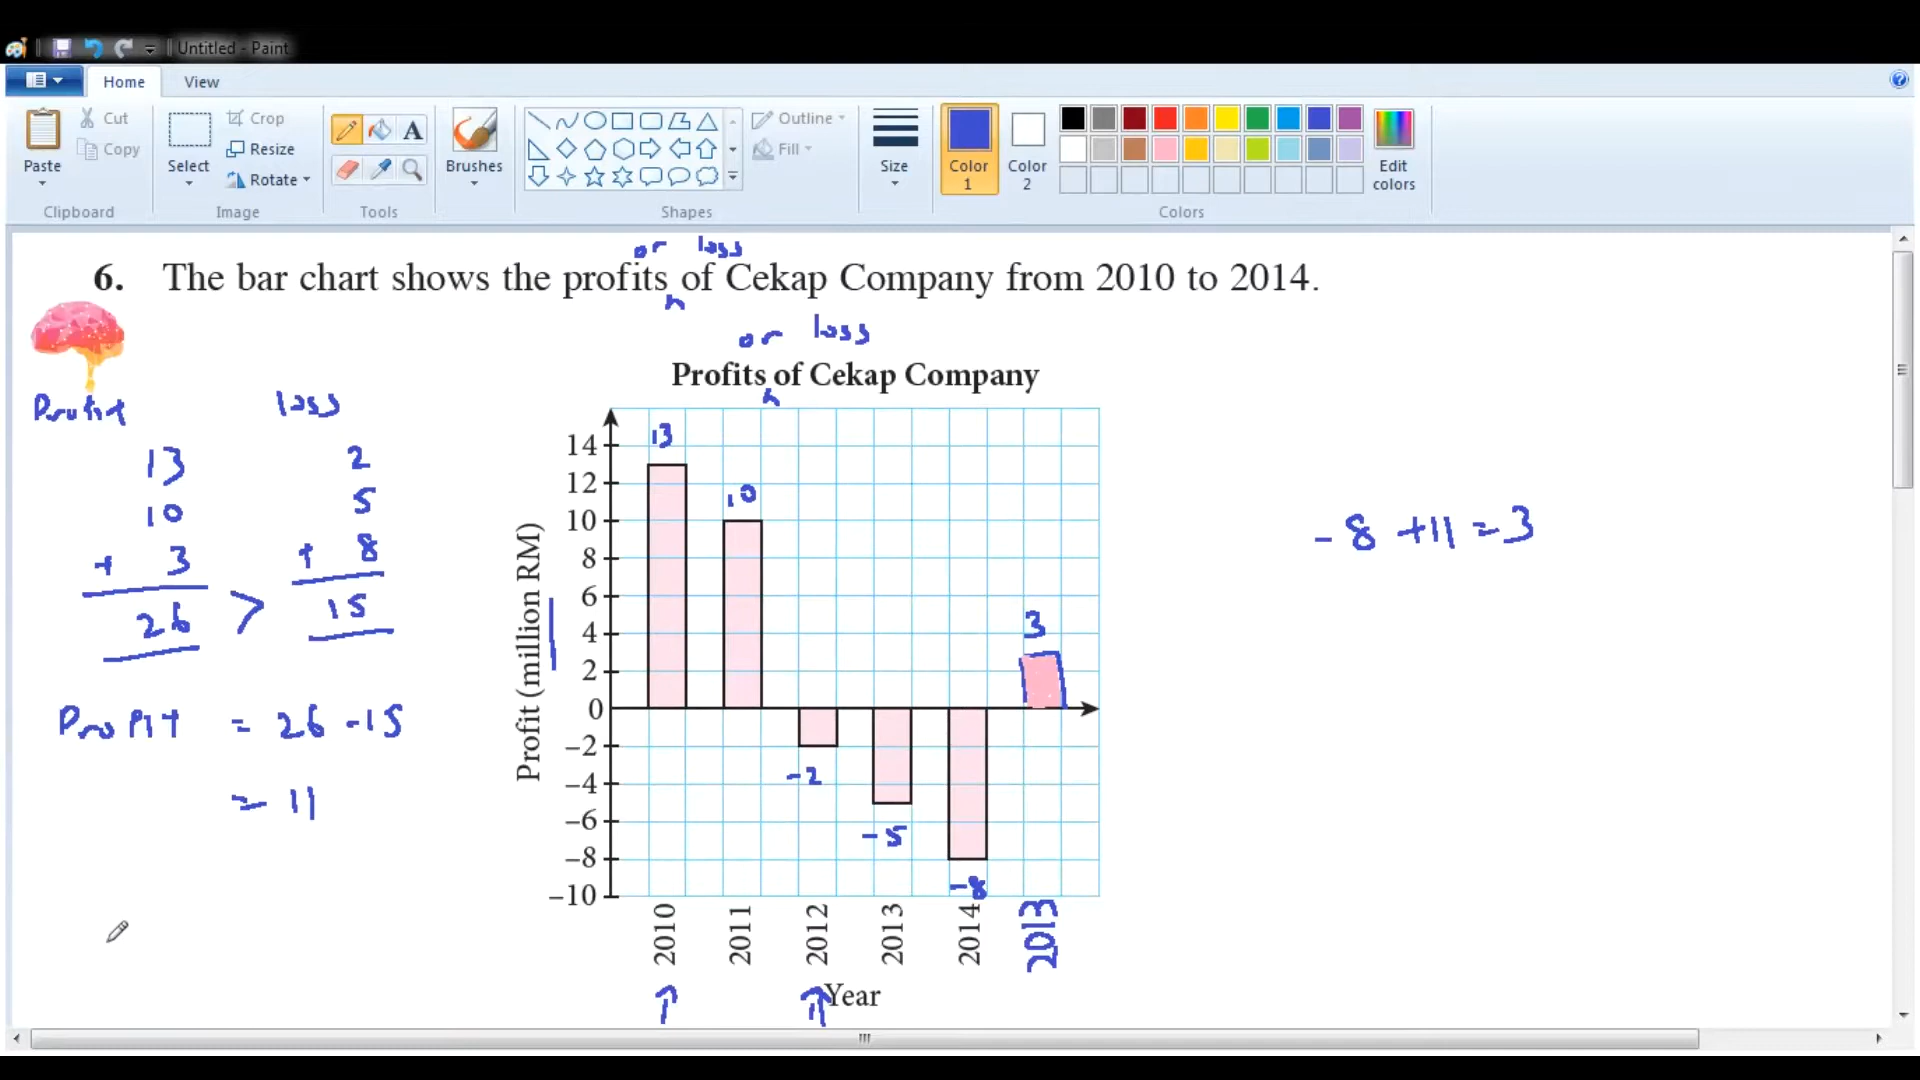 Untitled - Paint
Home View
Paste
Cut
Copy
Clipboard
Select
Crop
Resize
Rotate
Image
A
Tools
Brushes
Shapes
Outline
Fill
Size
Color 1
Color 2
Edit colors
Colors
or loss
6. The bar chart shows the profits of Cekap Company from 2010 to 2014.
or loss
Profits of Cekap Company
Profit loss
13 2
10 5
+ 3 + 8
26 > 15
Profit = 26 - 15
= 11
Profit (million RM)
14
12
10
8
6
4
2
0
−2
−4
−6
−8
−10
13
10
-2
-5
-8
3
2010
2011
2012
2013
2014
2013
Year
-8 +11 = 3